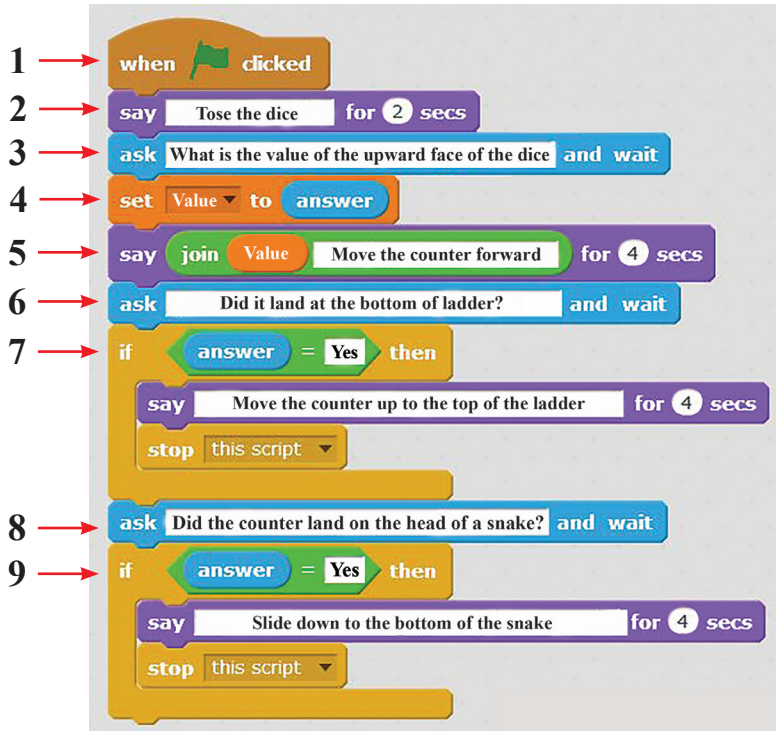 1 when clicked
2 say Tose the dice for 2 secs
3 ask What is the value of the upward face of the dice and wait
4 set Value to answer
5 say join Value Move the counter forward for 4 secs
6 ask Did it land at the bottom of ladder? and wait
7 if answer = Yes then
say Move the counter up to the top of the ladder for 4 secs
stop this script
8 ask Did the counter land on the head of a snake? and wait
9 if answer = Yes then
say Slide down to the bottom of the snake for 4 secs
stop this script